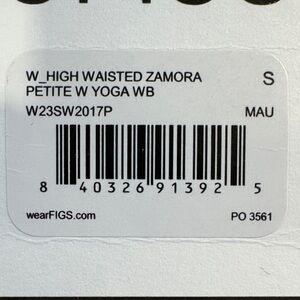 W_HIGH WAISTED ZAMORA S
PETITE W YOGA WB
W23SW2017P MAU
8 40326 91392 5
wearFIGS.com PO 3561